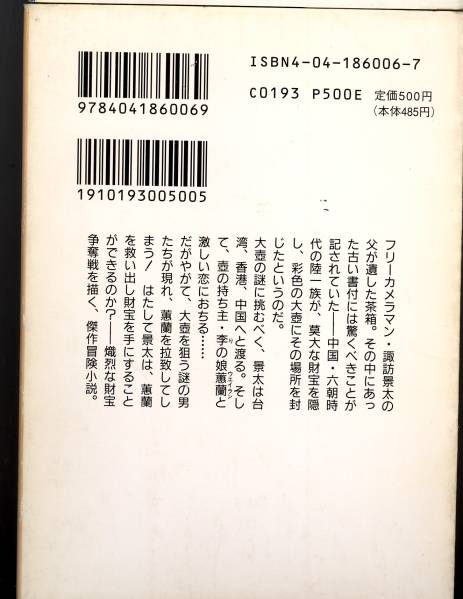 ISBN4-04-186006-7
C0193 P500E 定価500円
(本体485円)
9784041860069
1910193005005
フリーカメラマン・諏訪景太の
父が遺した茶箱。その中にあっ
た古い書付には驚くべきことが
記されていた――中国・六朝時
代の陸一族が、莫大な財宝を隠
し、彩色の大壺にその場所を封
じたというのだ。
大壺の謎に挑むべく、景太は台
湾、香港、中国へと渡る。そし
て、壺の持ち主・李の娘蕙蘭と
り
ウェイラン
激しい恋におちる……
だがやがて、大壺を狙う謎の男
たちが現れ、蕙蘭を拉致してし
まう! はたして景太は、蕙蘭
を救い出し財宝を手にすること
ができるのか?――熾烈な財宝
争奪戦を描く、傑作冒険小説。